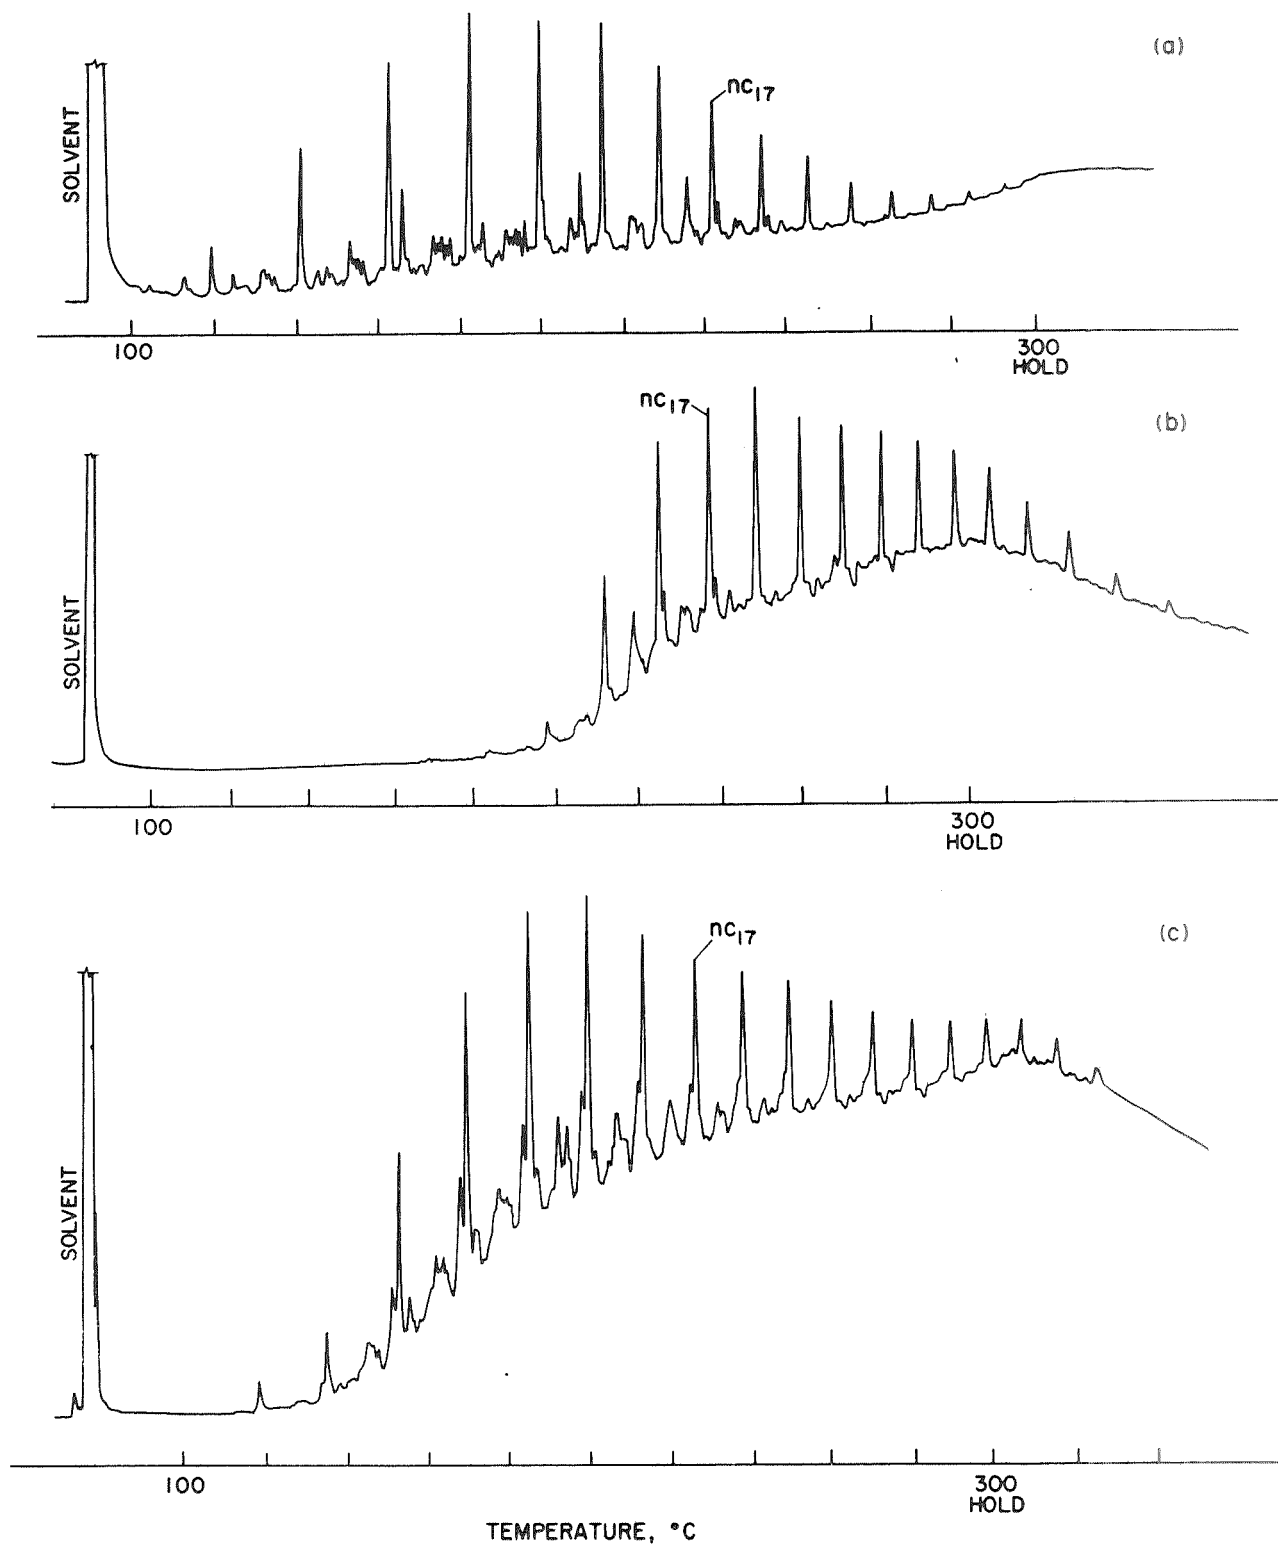 (a)
nc17
SOLVENT
100
300
HOLD
(b)
nc17
SOLVENT
100
300
HOLD
(c)
nc17
SOLVENT
100
300
HOLD
TEMPERATURE, °C